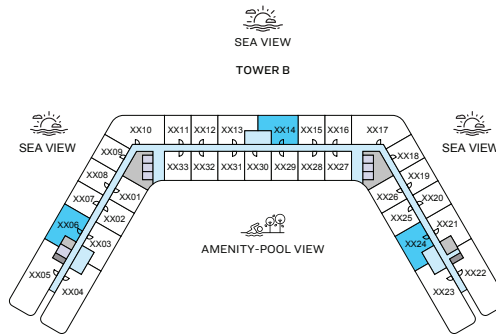 SEA VIEW
TOWER B
SEA VIEW
SEA VIEW
XX10 XX11 XX12 XX13 XX14 XX15 XX16 XX17
XX09 XX33 XX32 XX31 XX30 XX29 XX28 XX27 XX18
XX08 XX01 XX26 XX19
XX07 XX02 XX25 XX20
XX06 XX03 XX24 XX21
AMENITY-POOL VIEW
XX05 XX04 XX23 XX22